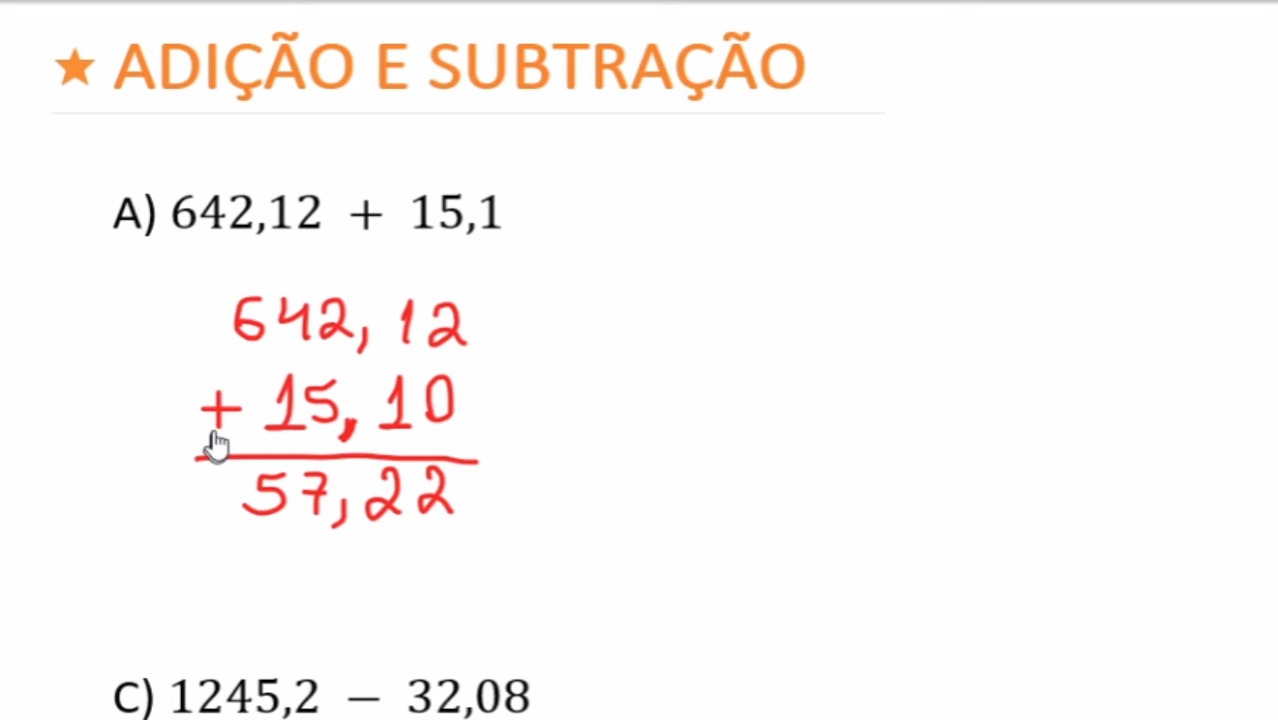 ★ ADIÇÃO E SUBTRAÇÃO
A) 642,12 + 15,1
642,12
+ 15,10
57,22
C) 1245,2 − 32,08